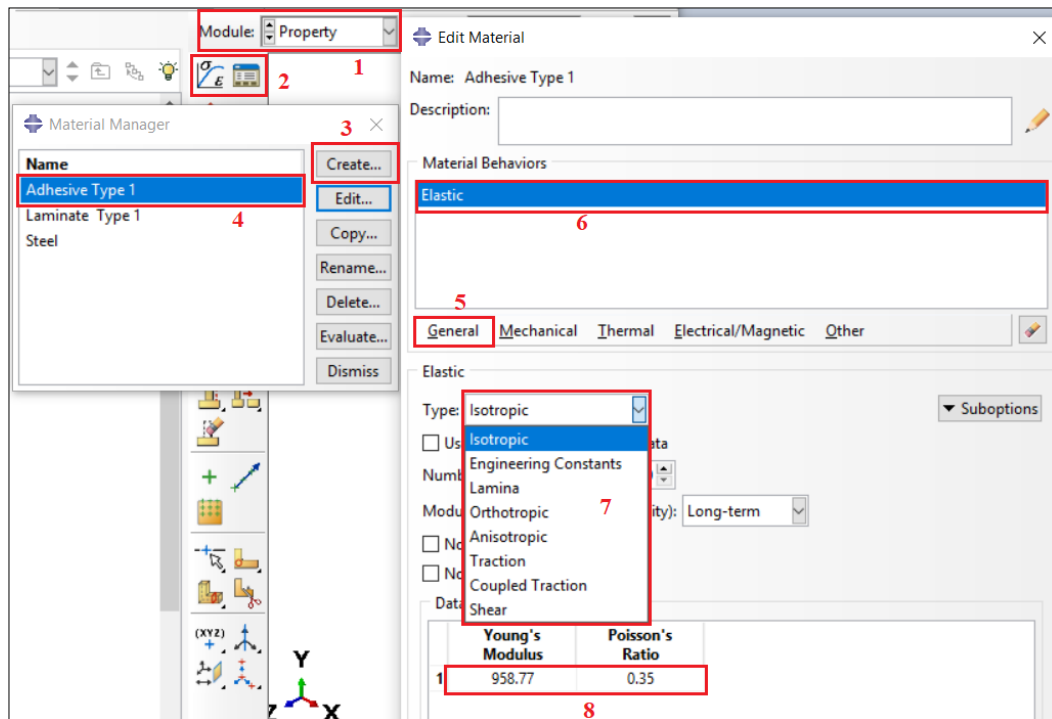 Module: Property
1
2
Material Manager
3
Name
Adhesive Type 1
Laminate Type 1
Steel
4
Create...
Edit...
Copy...
Rename...
Delete...
Evaluate...
Dismiss
(XYZ)
Y
Z X
Edit Material
Name: Adhesive Type 1
Description:
Material Behaviors
Elastic
6
5
General Mechanical Thermal Electrical/Magnetic Other
Elastic
Type: Isotropic
Suboptions
Isotropic
Engineering Constants
Lamina
Orthotropic
Anisotropic
Traction
Coupled Traction
Shear
7
Long-term
Young's Modulus
Poisson's Ratio
1 958.77 0.35
8